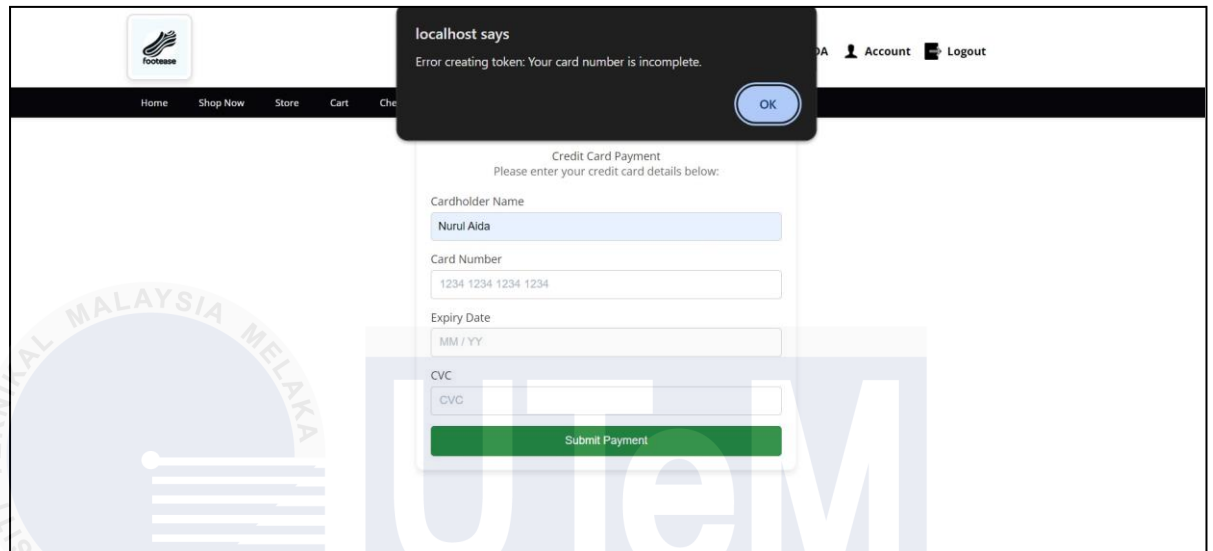 footease
localhost says
Error creating token: Your card number is incomplete.
OK
Account
Logout
Home
Shop Now
Store
Cart
Credit Card Payment
Please enter your credit card details below:
Cardholder Name
Nurul Aida
Card Number
1234 1234 1234 1234
Expiry Date
MM / YY
CVC
CVC
Submit Payment
MALAYSIA MELAKA
UTeM